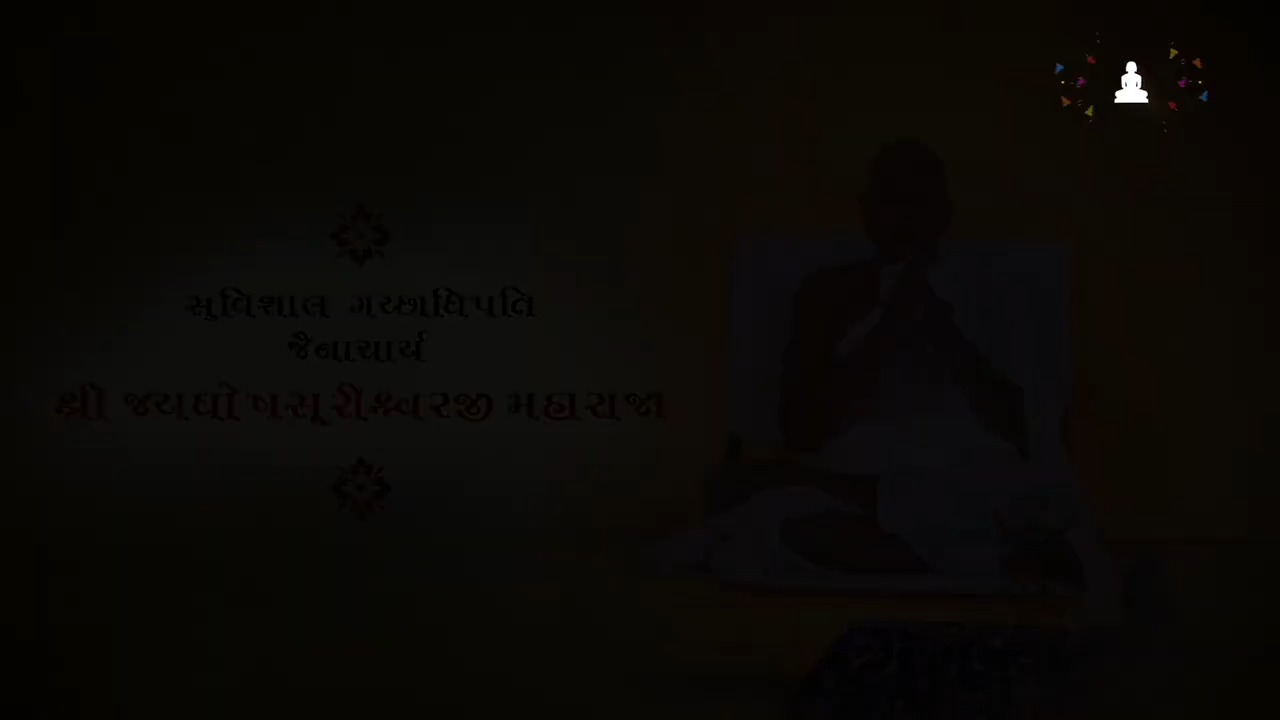 સુવિશાલ ગચ્છાધિપતિ
જૈનાચાર્ય
શ્રી જયઘોષસૂરીશ્વરજી મહારાજા